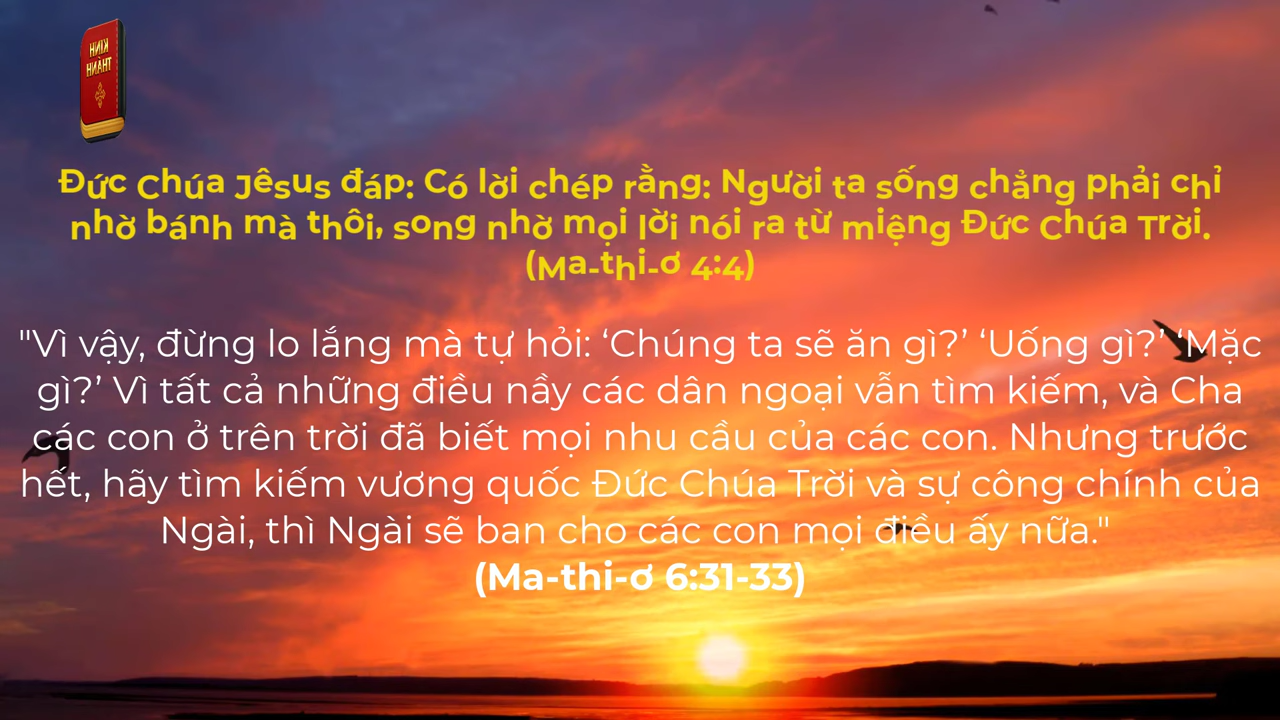 KINH
THÁNH
Đức Chúa Jêsus đáp: Có lời chép rằng: Người ta sống chẳng phải chỉ
nhờ bánh mà thôi, song nhờ mọi lời nói ra từ miệng Đức Chúa Trời.
(Ma-thi-ơ 4:4)
"Vì vậy, đừng lo lắng mà tự hỏi: ‘Chúng ta sẽ ăn gì?’ ‘Uống gì?’ ‘Mặc
gì?’ Vì tất cả những điều nầy các dân ngoại vẫn tìm kiếm, và Cha
các con ở trên trời đã biết mọi nhu cầu của các con. Nhưng trước
hết, hãy tìm kiếm vương quốc Đức Chúa Trời và sự công chính của
Ngài, thì Ngài sẽ ban cho các con mọi điều ấy nữa."
(Ma-thi-ơ 6:31-33)